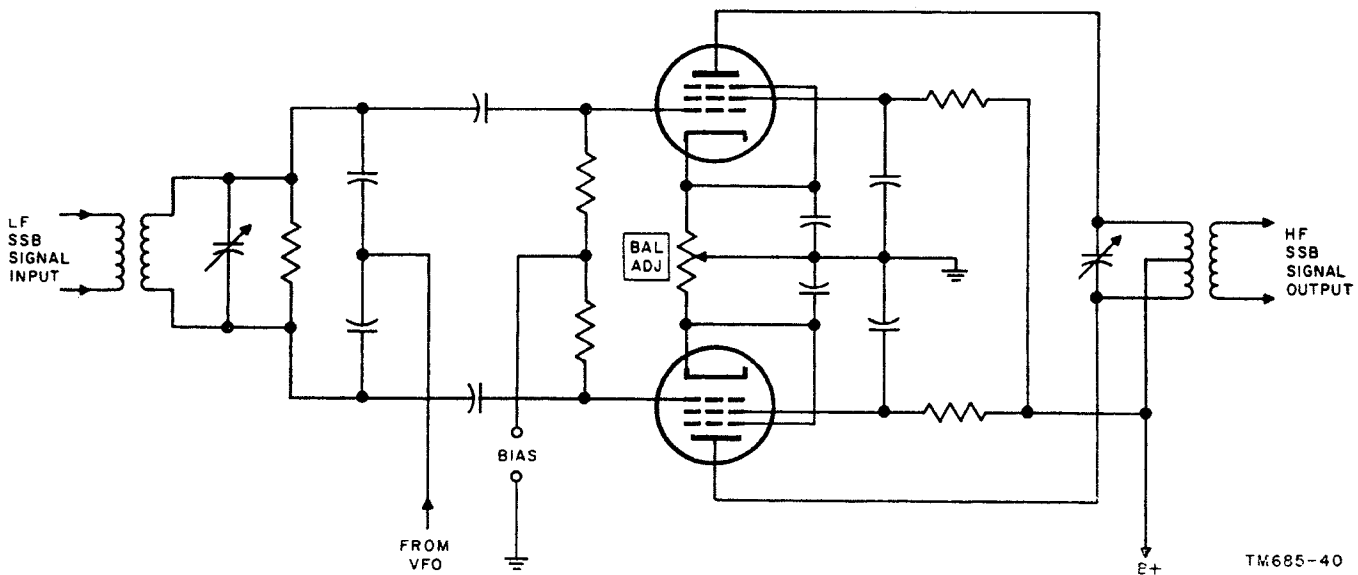 LF
SSB
SIGNAL
INPUT
BAL
ADJ
BIAS
FROM
VFO
HF
SSB
SIGNAL
OUTPUT
B+
TM685-40